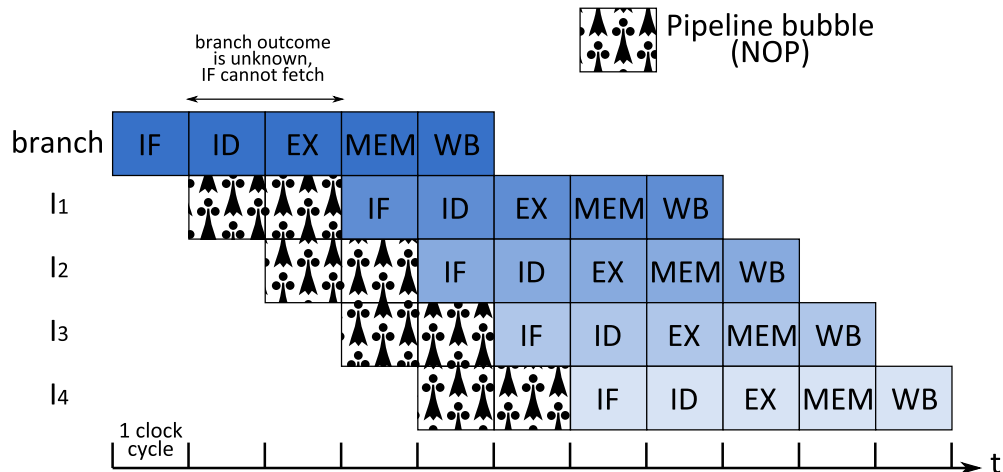 Pipeline bubble
(NOP)
branch outcome
is unknown,
IF cannot fetch
branch IF ID EX MEM WB
I1 IF ID EX MEM WB
I2 IF ID EX MEM WB
I3 IF ID EX MEM WB
I4 IF ID EX MEM WB
1 clock
cycle
t